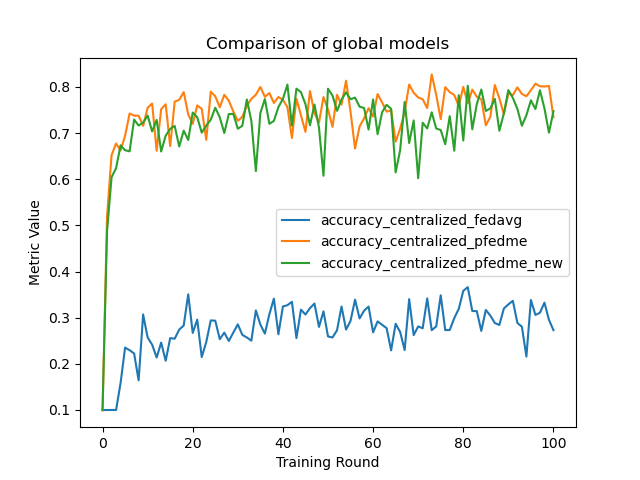 Comparison of global models
Metric Value
0.8
0.7
0.6
0.5
0.4
0.3
0.2
0.1
accuracy_centralized_fedavg
accuracy_centralized_pfedme
accuracy_centralized_pfedme_new
0 20 40 60 80 100
Training Round